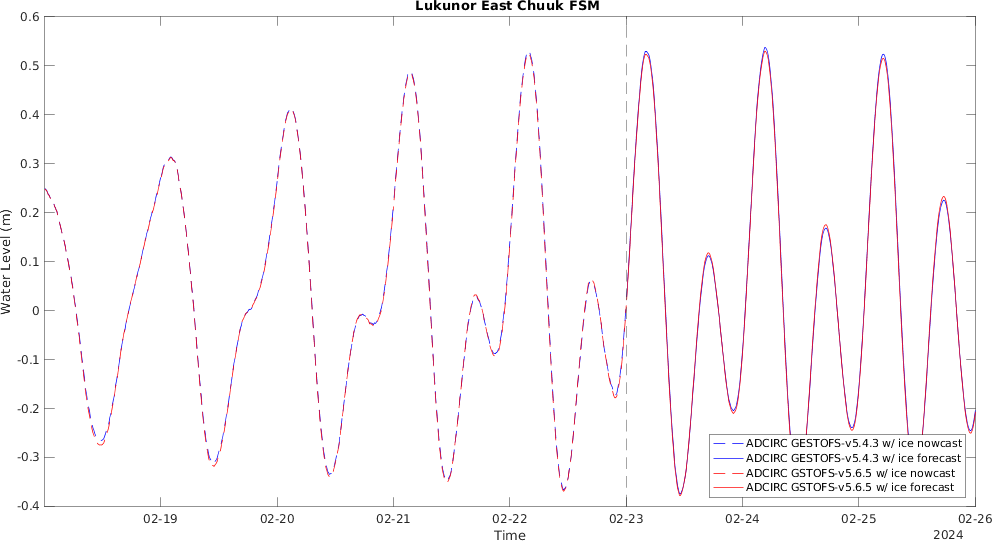 Lukunor East Chuuk FSM
0.6
0.5
0.4
0.3
0.2
0.1
0
-0.1
-0.2
-0.3
-0.4
Water Level (m)
ADCIRC GESTOFS-v5.4.3 w/ ice nowcast
ADCIRC GESTOFS-v5.4.3 w/ ice forecast
ADCIRC GSTOFS-v5.6.5 w/ ice nowcast
ADCIRC GSTOFS-v5.6.5 w/ ice forecast
02-19 02-20 02-21 02-22 02-23 02-24 02-25 02-26
Time
2024